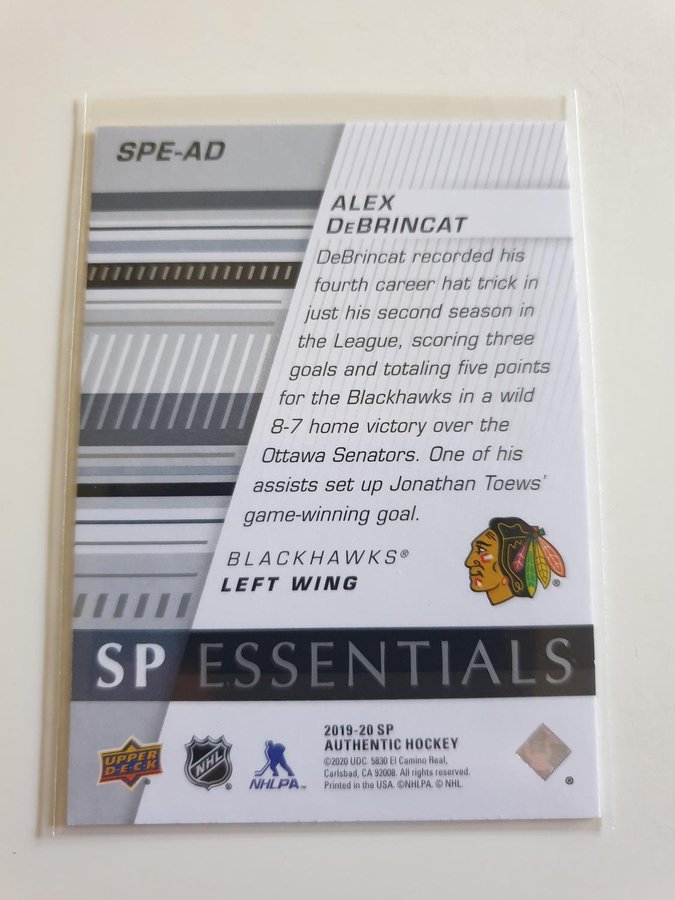 SPE-AD
ALEX
DeBRINCAT
DeBrincat recorded his
fourth career hat trick in
just his second season in
the League, scoring three
goals and totaling five points
for the Blackhawks in a wild
8-7 home victory over the
Ottawa Senators. One of his
assists set up Jonathan Toews'
game-winning goal.
BLACKHAWKS®
LEFT WING
®
SP ESSENTIALS
UPPER
D·E·C·K
®
NHL
®
NHLPA
2019-20 SP
AUTHENTIC HOCKEY
©2020 UDC. 5830 El Camino Real,
Carlsbad, CA 92008. All rights reserved.
Printed in the USA. ©NHLPA. © NHL.
®